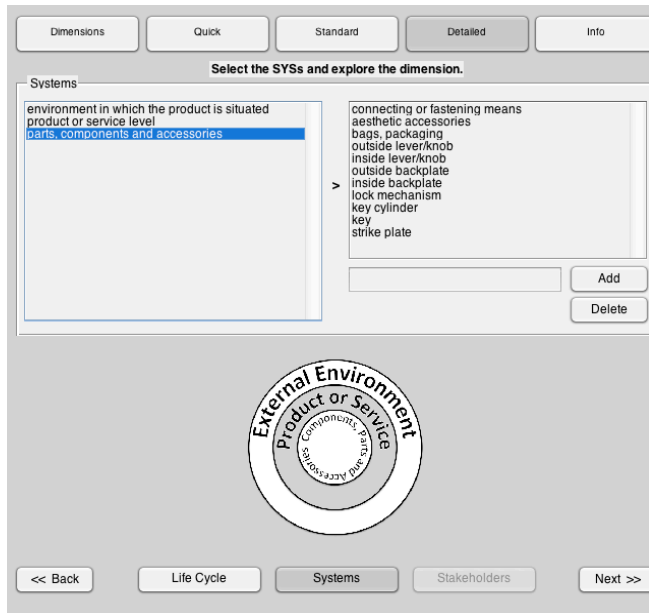 Dimensions
Quick
Standard
Detailed
Info
Select the SYSs and explore the dimension.
Systems
environment in which the product is situated
product or service level
parts, components and accessories
>
connecting or fastening means
aesthetic accessories
bags, packaging
outside lever/knob
inside lever/knob
outside backplate
inside backplate
lock mechanism
key cylinder
key
strike plate
Add
Delete
External Environment
Product or Service
Components, Parts and Accessories
<< Back
Life Cycle
Systems
Stakeholders
Next >>